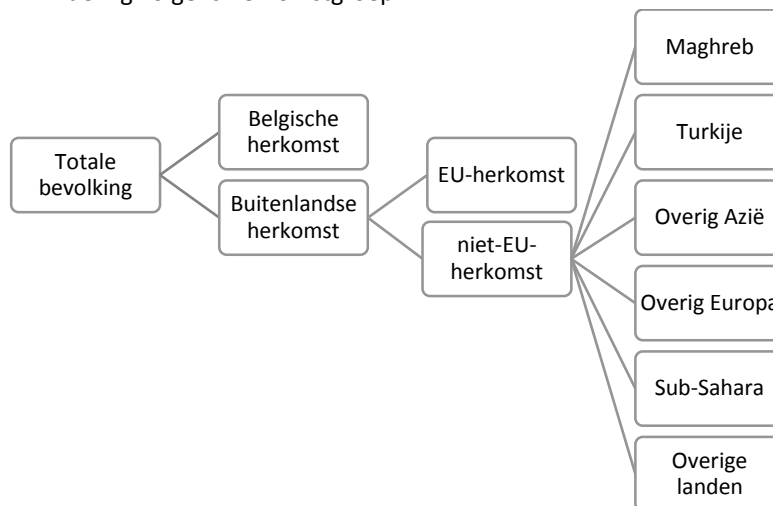 Maghreb
Belgische
herkomst
Turkije
Totale
bevolking
EU-herkomst
Buitenlandse
herkomst
Overig Azië
niet-EU-
herkomst
Overig Europa
Sub-Sahara
Overige
landen